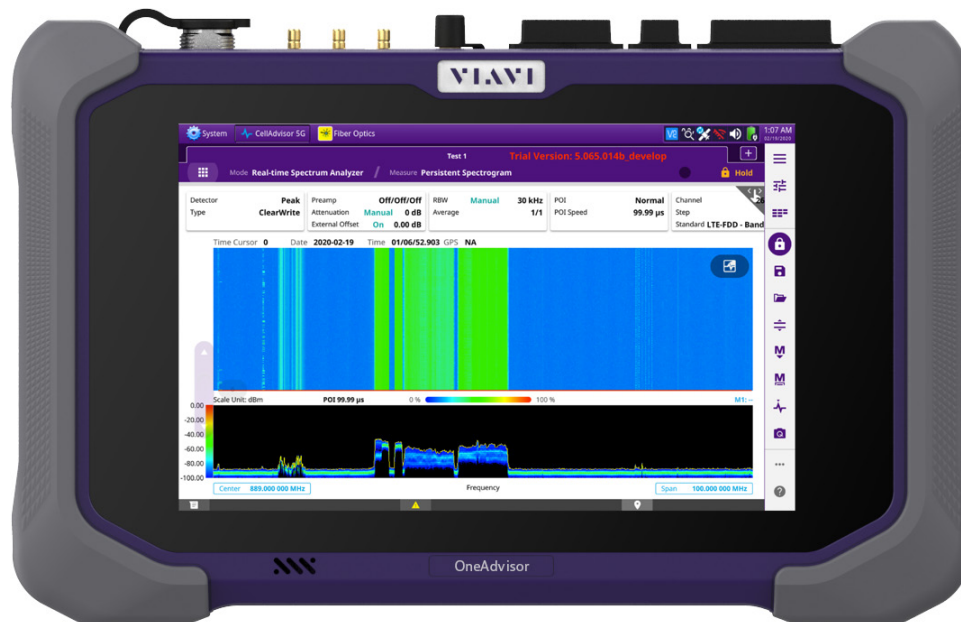 VIAVI
System CellAdvisor 5G Fiber Optics 1:07 AM
02/19/2020
Test 1 Trial Version: 5.065.014b_develop +
Mode Real-time Spectrum Analyzer / Measure Persistent Spectrogram Hold
Detector Peak Preamp Off/Off/Off RBW Manual 30 kHz POI Normal Channel 26
Type ClearWrite Attenuation Manual 0 dB Average 1/1 POI Speed 99.99 µs Step
External Offset On 0.00 dB Standard LTE-FDD - Band
Time Cursor 0 Date 2020-02-19 Time 01/06/52.903 GPS NA
Scale Unit: dBm POI 99.99 µs 0 % 100 % M1: --
0.00
-20.00
-40.00
-60.00
-80.00
-100.00
Center 889.000 000 MHz Frequency Span 100.000 000 MHz
M
M
...
?
OneAdvisor